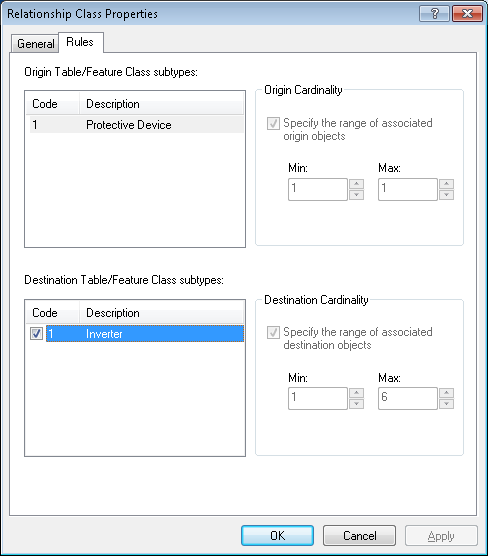 Relationship Class Properties
General Rules
Origin Table/Feature Class subtypes:
Code Description
1 Protective Device
Origin Cardinality
Specify the range of associated
origin objects
Min: Max:
1 1
Destination Table/Feature Class subtypes:
Code Description
1 Inverter
Destination Cardinality
Specify the range of associated
destination objects
Min: Max:
1 6
OK Cancel Apply